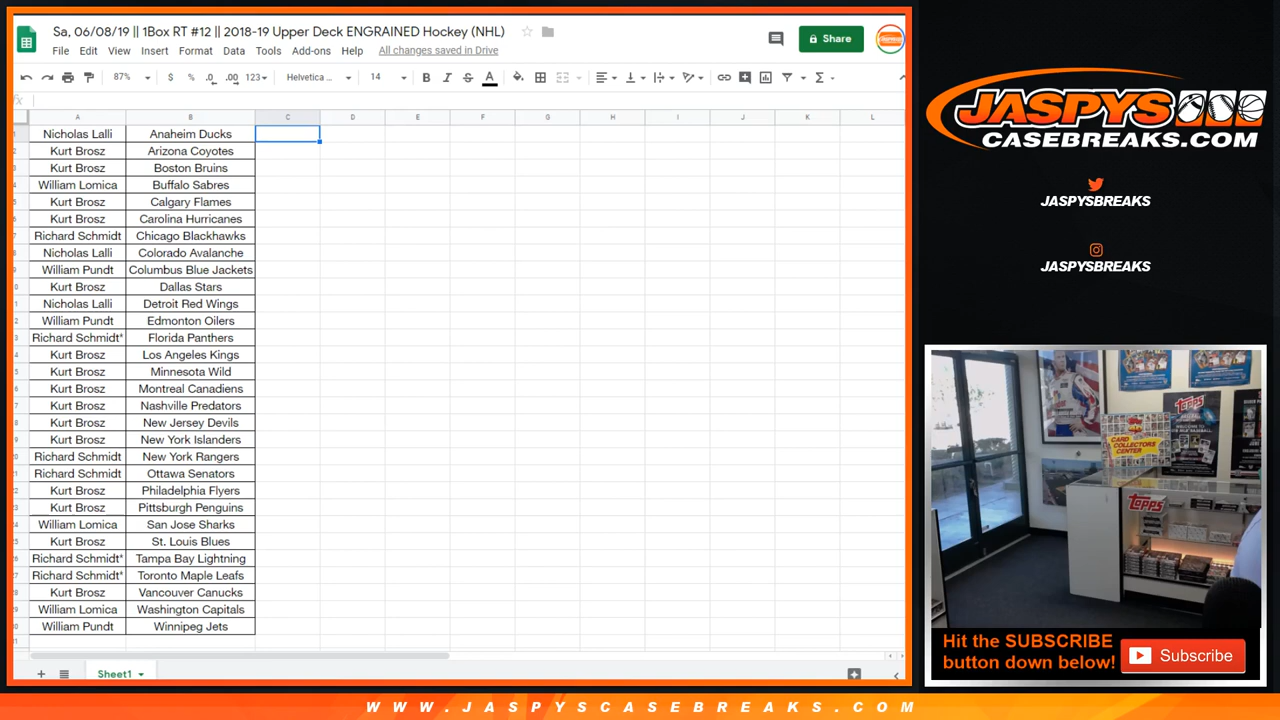 Sa, 06/08/19 || 1Box RT #12 || 2018-19 Upper Deck ENGRAINED Hockey (NHL)
Share
File Edit View Insert Format Data Tools Add-ons Help All changes saved in Drive
87% $ % .0 .00 123 Helvetica ... 14 B I S A
fx
A B C D E F G H I J K L
Nicholas Lalli Anaheim Ducks
Kurt Brosz Arizona Coyotes
Kurt Brosz Boston Bruins
William Lomica Buffalo Sabres
Kurt Brosz Calgary Flames
Kurt Brosz Carolina Hurricanes
Richard Schmidt Chicago Blackhawks
Nicholas Lalli Colorado Avalanche
William Pundt Columbus Blue Jackets
Kurt Brosz Dallas Stars
Nicholas Lalli Detroit Red Wings
William Pundt Edmonton Oilers
Richard Schmidt* Florida Panthers
Kurt Brosz Los Angeles Kings
Kurt Brosz Minnesota Wild
Kurt Brosz Montreal Canadiens
Kurt Brosz Nashville Predators
Kurt Brosz New Jersey Devils
Kurt Brosz New York Islanders
Richard Schmidt New York Rangers
Richard Schmidt Ottawa Senators
Kurt Brosz Philadelphia Flyers
Kurt Brosz Pittsburgh Penguins
William Lomica San Jose Sharks
Kurt Brosz St. Louis Blues
Richard Schmidt* Tampa Bay Lightning
Richard Schmidt* Toronto Maple Leafs
Kurt Brosz Vancouver Canucks
William Lomica Washington Capitals
William Pundt Winnipeg Jets
Sheet1
JASPYS
CASEBREAKS.COM
JASPYSBREAKS
JASPYSBREAKS
TOPPS
CARD COLLECTORS CENTER
TOPPS
Hit the SUBSCRIBE
button down below!
Subscribe
WWW.JASPYSCASEBREAKS.COM